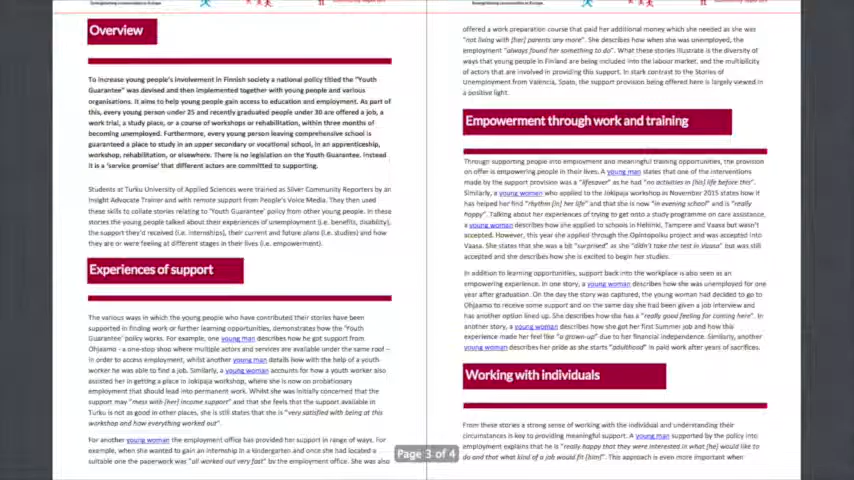 Overview
To increase young people's involvement in Finnish society a national policy titled the "Youth
Guarantee" was devised and then implemented together with young people and various
organisations. It aims to help young people gain access to education and employment. As part of
this, every young person under 25 and recently graduated people under 30 are offered a job, a
work trial, a study place, or a course of workshops or rehabilitation, within three months of
becoming unemployed. Furthermore, every young person leaving comprehensive school is
guaranteed a place to study in an upper secondary or vocational school, in an apprenticeship,
workshop, rehabilitation, or elsewhere. There is no legislation on the Youth Guarantee. Instead
it is a 'service promise' that different actors are committed to supporting.
Students at Turku University of Applied Sciences were trained as Silver Community Reporters by an
Insight Advocate Trainer and with remote support from People's Voice Media. They then used
these skills to collate stories relating to 'Youth Guarantee' policy from other young people. In these
stories the young people talked about their experiences of unemployment (i.e. benefits, disability),
the support they'd received (i.e. internships), their current and future plans (i.e. studies) and how
they are or were feeling at different stages in their lives (i.e. empowerment).
Experiences of support
The various ways in which the young people who have contributed their stories have been
supported in finding work or further learning opportunities, demonstrates how the 'Youth
Guarantee' policy works. For example, one young man describes how he got support from
Ohjaamo - a one-stop shop where multiple actors and services are available under the same roof –
in order to access employment, whilst another young man details how with the help of a youth
worker he was able to find a job. Similarly, a young woman accounts for how a youth worker also
assisted her in getting a place in Jokipaja workshop, where she is now on probationary
employment that should lead into permanent work. Whilst she was initially concerned that the
support may "mess with [her] income support" and that she feels that the support available in
Turku is not as good in other places, she is still states that she is "very satisfied with being at this
workshop and how everything worked out".
For another young woman the employment office has provided her support in range of ways. For
example, when she wanted to gain an internship in a kindergarten and once she had located a
suitable one the paperwork was "all worked out very fast" by the employment office. She was also
offered a work preparation course that paid her additional money which she needed as she was
"not living with [her] parents any more". She describes how when she was unemployed, the
employment "always found her something to do". What these stories illustrate is the diversity of
ways that young people in Finland are being included into the labour market, and the multiplicity
of actors that are involved in providing this support. In stark contrast to the Stories of
Unemployment from Valencia, Spain, the support provision being offered here is largely viewed in
a positive light.
Empowerment through work and training
Through supporting people into employment and meaningful training opportunities, the provision
on offer is empowering people in their lives. A young man states that one of the interventions
made by the support provision was a "lifesaver" as he had "no activities in [his] life before this".
Similarly, a young women who applied to the Jokipaja workshop in November 2015 states how it
has helped her find "rhythm [in] her life" and that she is now "in evening school" and is "really
happy". Talking about her experiences of trying to get onto a study programme on care assistance,
a young woman describes how she applied to schools in Helsinki, Tampere and Vaasa but wasn't
accepted. However, this year she applied through the Opintopolku project and was accepted into
Vaasa. She states that she was a bit "surprised" as she "didn't take the test in Vaasa" but was still
accepted and she describes how she is excited to begin her studies.
In addition to learning opportunities, support back into the workplace is also seen as an
empowering experience. In one story, a young woman describes how she was unemployed for one
year after graduation. On the day the story was captured, the young woman had decided to go to
Ohjaamo to receive some support and on the same day she had been given a job interview and
has another option lined up. She describes how she has a "really good feeling for coming here". In
another story, a young woman describes how she got her first Summer job and how this
experience made her feel like "a grown-up" due to her financial independence. Similarly, another
young woman describes her pride as she starts "adulthood" in paid work after years of sacrifices.
Working with individuals
From these stories a strong sense of working with the individual and understanding their
circumstances is key to providing meaningful support. A young man supported by the policy into
employment explains that he is "really happy that they were interested in what [he] would like to
do and that what kind of a job would fit [him]". This approach is even more important when
Page 3 of 4